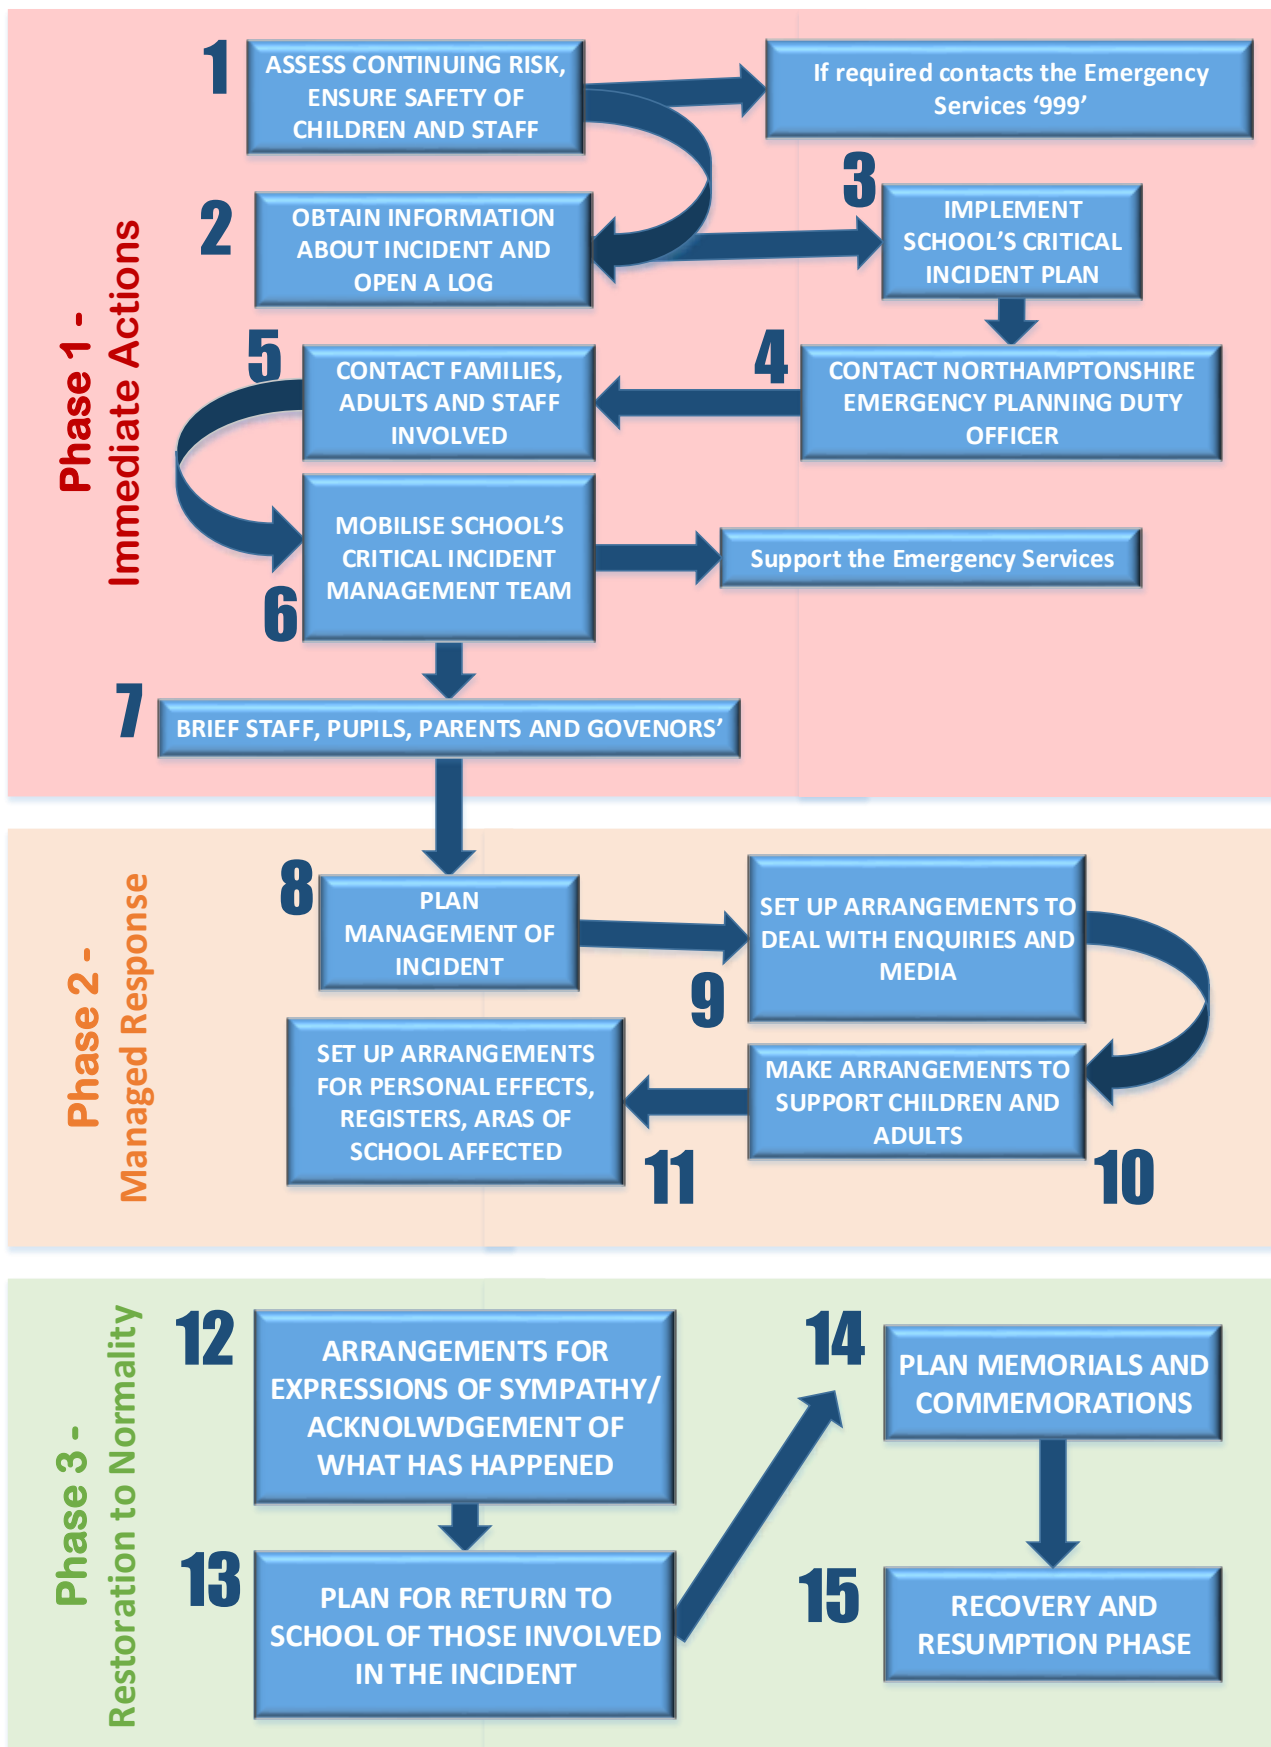 Phase 1 -
Immediate Actions
1
ASSESS CONTINUING RISK,
ENSURE SAFETY OF
CHILDREN AND STAFF
If required contacts the Emergency
Services ‘999’
2
OBTAIN INFORMATION
ABOUT INCIDENT AND
OPEN A LOG
3
IMPLEMENT
SCHOOL’S CRITICAL
INCIDENT PLAN
4
CONTACT NORTHAMPTONSHIRE
EMERGENCY PLANNING DUTY
OFFICER
5
CONTACT FAMILIES,
ADULTS AND STAFF
INVOLVED
6
MOBILISE SCHOOL’S
CRITICAL INCIDENT
MANAGEMENT TEAM
Support the Emergency Services
7
BRIEF STAFF, PUPILS, PARENTS AND GOVENORS’
Phase 2 -
Managed Response
8
PLAN
MANAGEMENT OF
INCIDENT
9
SET UP ARRANGEMENTS TO
DEAL WITH ENQUIRIES AND
MEDIA
10
MAKE ARRANGEMENTS TO
SUPPORT CHILDREN AND
ADULTS
11
SET UP ARRANGEMENTS
FOR PERSONAL EFFECTS,
REGISTERS, ARAS OF
SCHOOL AFFECTED
Phase 3 -
Restoration to Normality
12
ARRANGEMENTS FOR
EXPRESSIONS OF SYMPATHY/
ACKNOLWDGEMENT OF
WHAT HAS HAPPENED
13
PLAN FOR RETURN TO
SCHOOL OF THOSE INVOLVED
IN THE INCIDENT
14
PLAN MEMORIALS AND
COMMEMORATIONS
15
RECOVERY AND
RESUMPTION PHASE